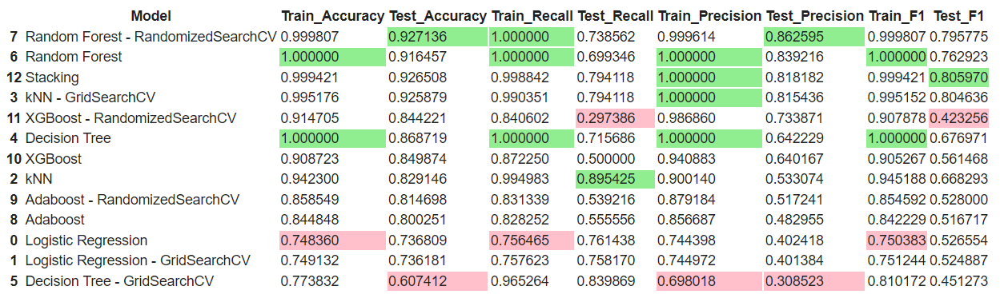 Model Train_Accuracy Test_Accuracy Train_Recall Test_Recall Train_Precision Test_Precision Train_F1 Test_F1
7 Random Forest - RandomizedSearchCV 0.999807 0.927136 1.000000 0.738562 0.999614 0.862595 0.999807 0.795775
6 Random Forest 1.000000 0.916457 1.000000 0.699346 1.000000 0.839216 1.000000 0.762923
12 Stacking 0.999421 0.926508 0.998842 0.794118 1.000000 0.818182 0.999421 0.805970
3 kNN - GridSearchCV 0.995176 0.925879 0.990351 0.794118 1.000000 0.815436 0.995152 0.804636
11 XGBoost - RandomizedSearchCV 0.914705 0.844221 0.840602 0.297386 0.986860 0.733871 0.907878 0.423256
4 Decision Tree 1.000000 0.868719 1.000000 0.715686 1.000000 0.642229 1.000000 0.676971
10 XGBoost 0.908723 0.849874 0.872250 0.500000 0.940883 0.640167 0.905267 0.561468
2 kNN 0.942300 0.829146 0.994983 0.895425 0.900140 0.533074 0.945188 0.668293
9 Adaboost - RandomizedSearchCV 0.858549 0.814698 0.831339 0.539216 0.879184 0.517241 0.854592 0.528000
8 Adaboost 0.844848 0.800251 0.828252 0.555556 0.856687 0.482955 0.842229 0.516717
0 Logistic Regression 0.748360 0.736809 0.756465 0.761438 0.744398 0.402418 0.750383 0.526554
1 Logistic Regression - GridSearchCV 0.749132 0.736181 0.757623 0.758170 0.744972 0.401384 0.751244 0.524887
5 Decision Tree - GridSearchCV 0.773832 0.607412 0.965264 0.839869 0.698018 0.308523 0.810172 0.451273